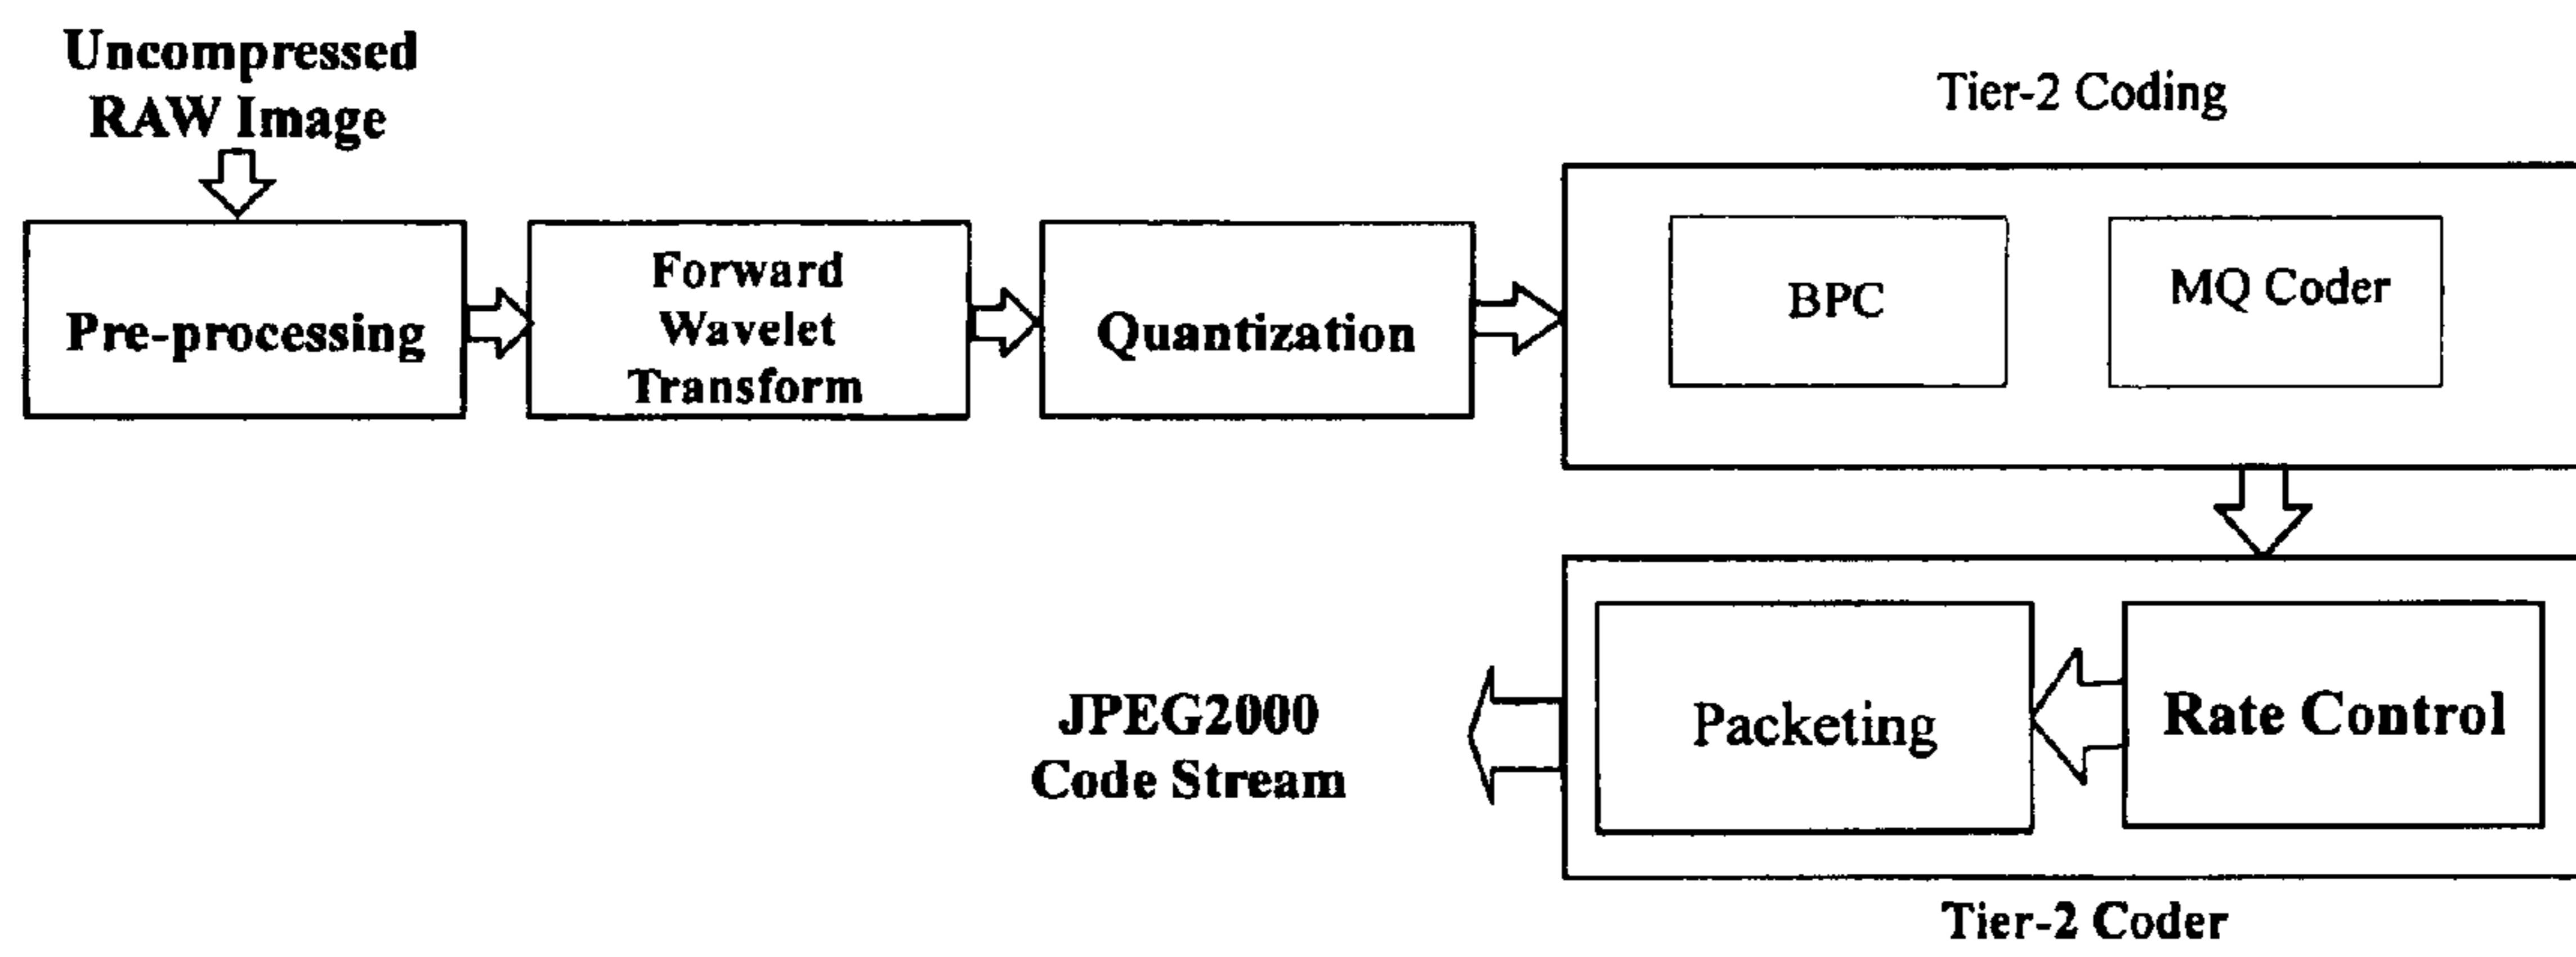 Uncompressed
RAW Image
Pre-processing
Forward
Wavelet
Transform
Quantization
Tier-2 Coding
BPC
MQ Coder
Rate Control
Packeting
Tier-2 Coder
JPEG2000
Code Stream